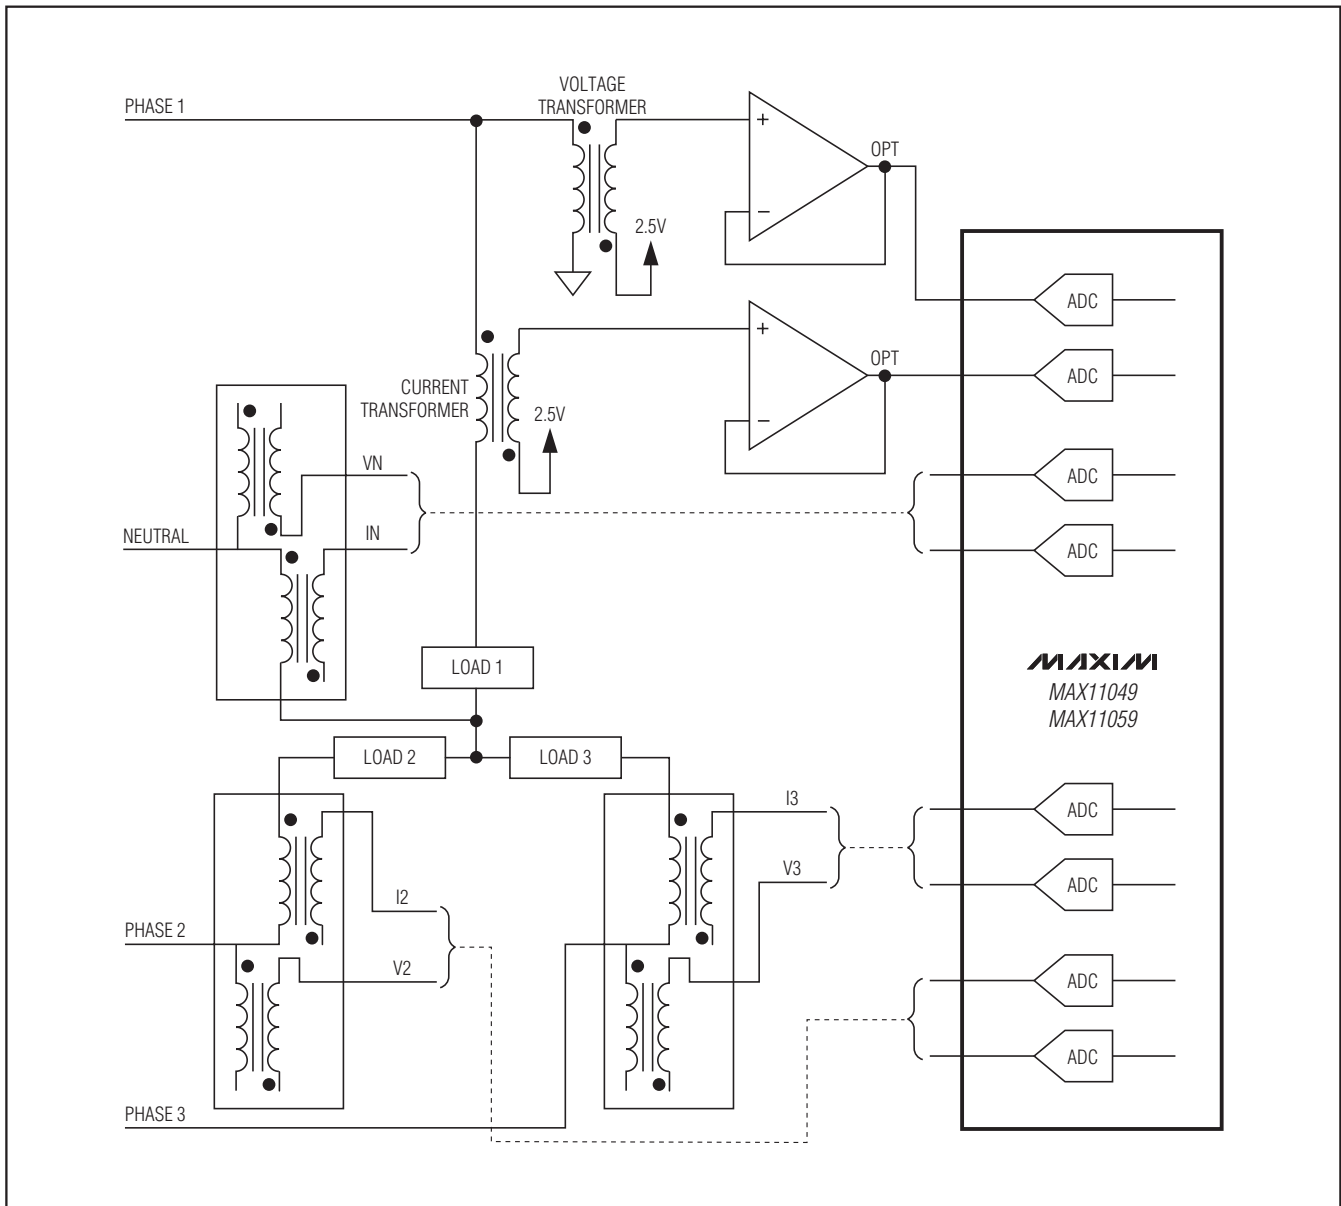 PHASE 1
VOLTAGE
TRANSFORMER
+
OPT
−
2.5V
ADC
+
OPT
ADC
CURRENT
TRANSFORMER
2.5V
−
VN
ADC
NEUTRAL
IN
ADC
LOAD 1
MAXIM
MAX11049
MAX11059
LOAD 2
LOAD 3
I3
ADC
V3
ADC
I2
PHASE 2
V2
ADC
ADC
PHASE 3